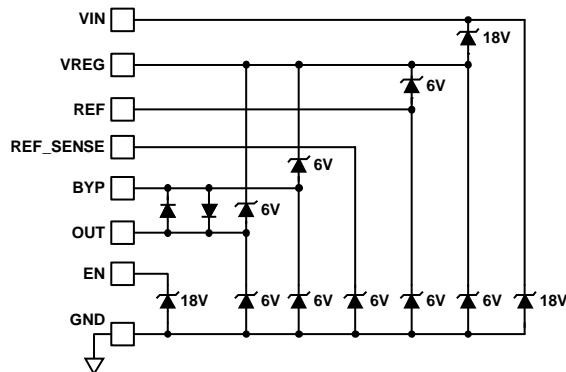 VIN
18V
VREG
REF
6V
REF_SENSE
BYP
6V
OUT
6V
EN
GND
18V
6V
6V
6V
6V
6V
18V